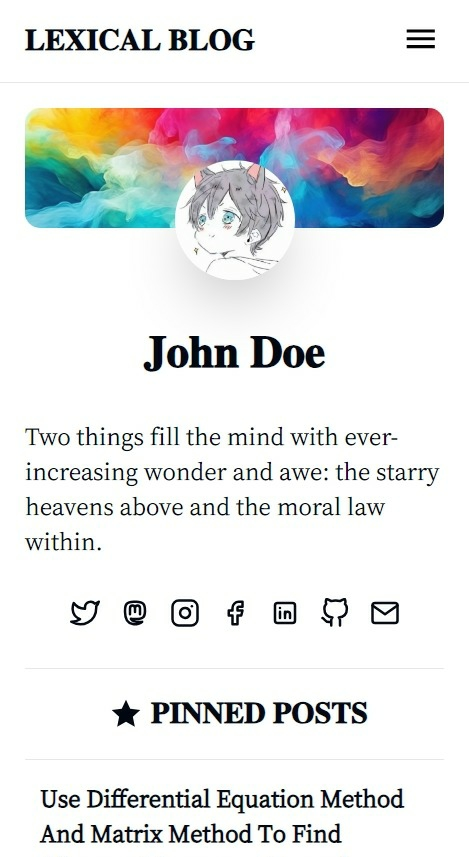 LEXICAL BLOG
John Doe
Two things fill the mind with ever-
increasing wonder and awe: the starry
heavens above and the moral law
within.
PINNED POSTS
Use Differential Equation Method
And Matrix Method To Find